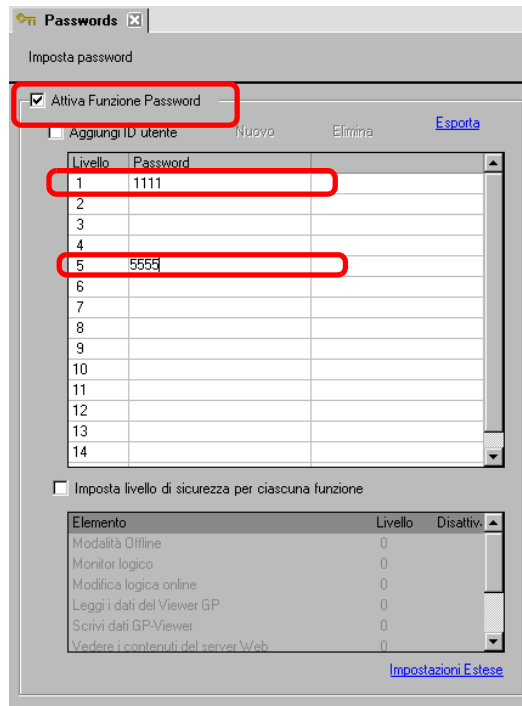 Passwords
Imposta password
Attiva Funzione Password
Aggiungi ID utente Nuovo Elimina Esporta
Livello Password
1 1111
2
3
4
5 5555
6
7
8
9
10
11
12
13
14
Imposta livello di sicurezza per ciascuna funzione
Elemento Livello Disattiv.
Modalità Offline 0
Monitor logico 0
Modifica logica online 0
Leggi i dati del Viewer GP 0
Scrivi dati GP-Viewer 0
Vedere i contenuti del server Web 0
Impostazioni Estese